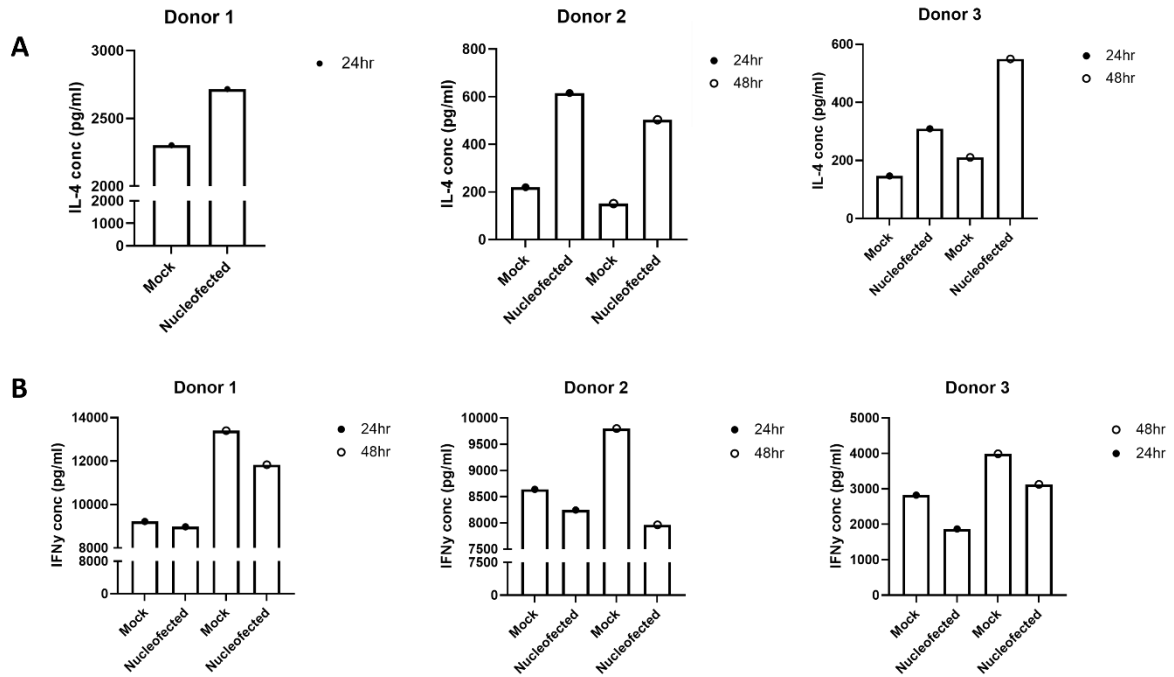 A
Donor 1
IL-4 conc (pg/ml)
3000
2500
2000
2000
1000
0
Mock
Nucleofected
24hr
Donor 2
IL-4 conc (pg/ml)
800
600
400
200
0
Mock
Nucleofected
Mock
Nucleofected
24hr
48hr
Donor 3
IL-4 conc (pg/ml)
600
400
200
0
Mock
Nucleofected
Mock
Nucleofected
24hr
48hr
B
Donor 1
IFNy conc (pg/ml)
14000
12000
10000
8000
8000
0
Mock
Nucleofected
Mock
Nucleofected
24hr
48hr
Donor 2
IFNy conc (pg/ml)
10000
9500
9000
8500
8000
7500
7500
0
Mock
Nucleofected
Mock
Nucleofected
24hr
48hr
Donor 3
IFNy conc (pg/ml)
5000
4000
3000
2000
1000
0
Mock
Nucleofected
Mock
Nucleofected
48hr
24hr